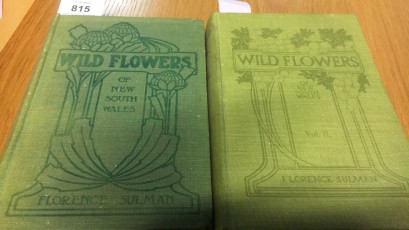 815
WILD FLOWERS
OF
NEW
SOUTH
WALES
FLORENCE SULMAN
WILD FLOWERS
Vol. II.
FLORENCE SULMAN